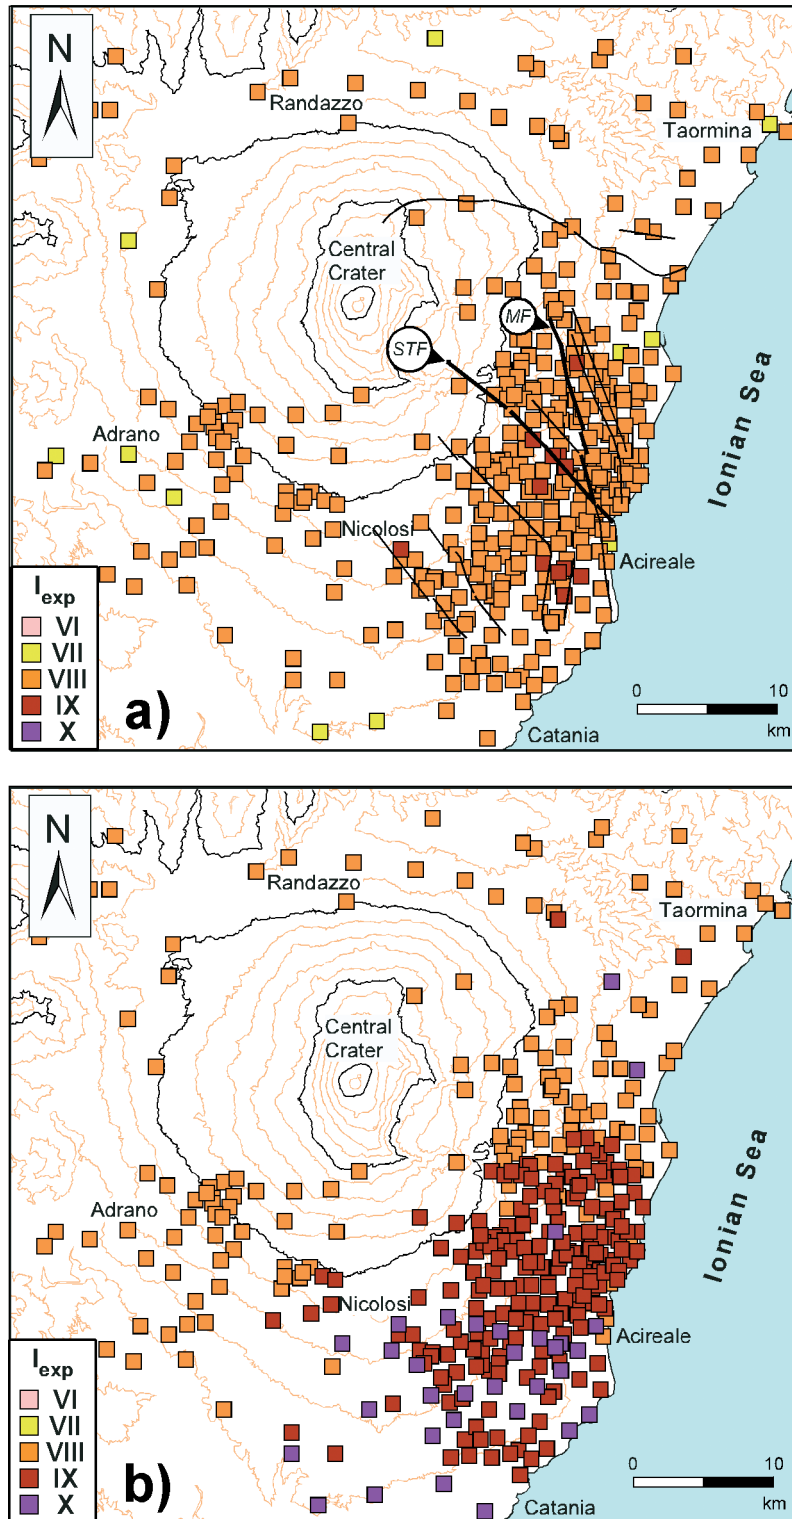 N
Randazzo
Taormina
Central
Crater
MF
STF
Adrano
Ionian Sea
Nicolosi
Acireale
I exp
VI
VII
VIII
IX
X
a)
0 10
km
Catania
N
Randazzo
Taormina
Central
Crater
Adrano
Ionian Sea
Nicolosi
Acireale
I exp
VI
VII
VIII
IX
X
b)
0 10
km
Catania